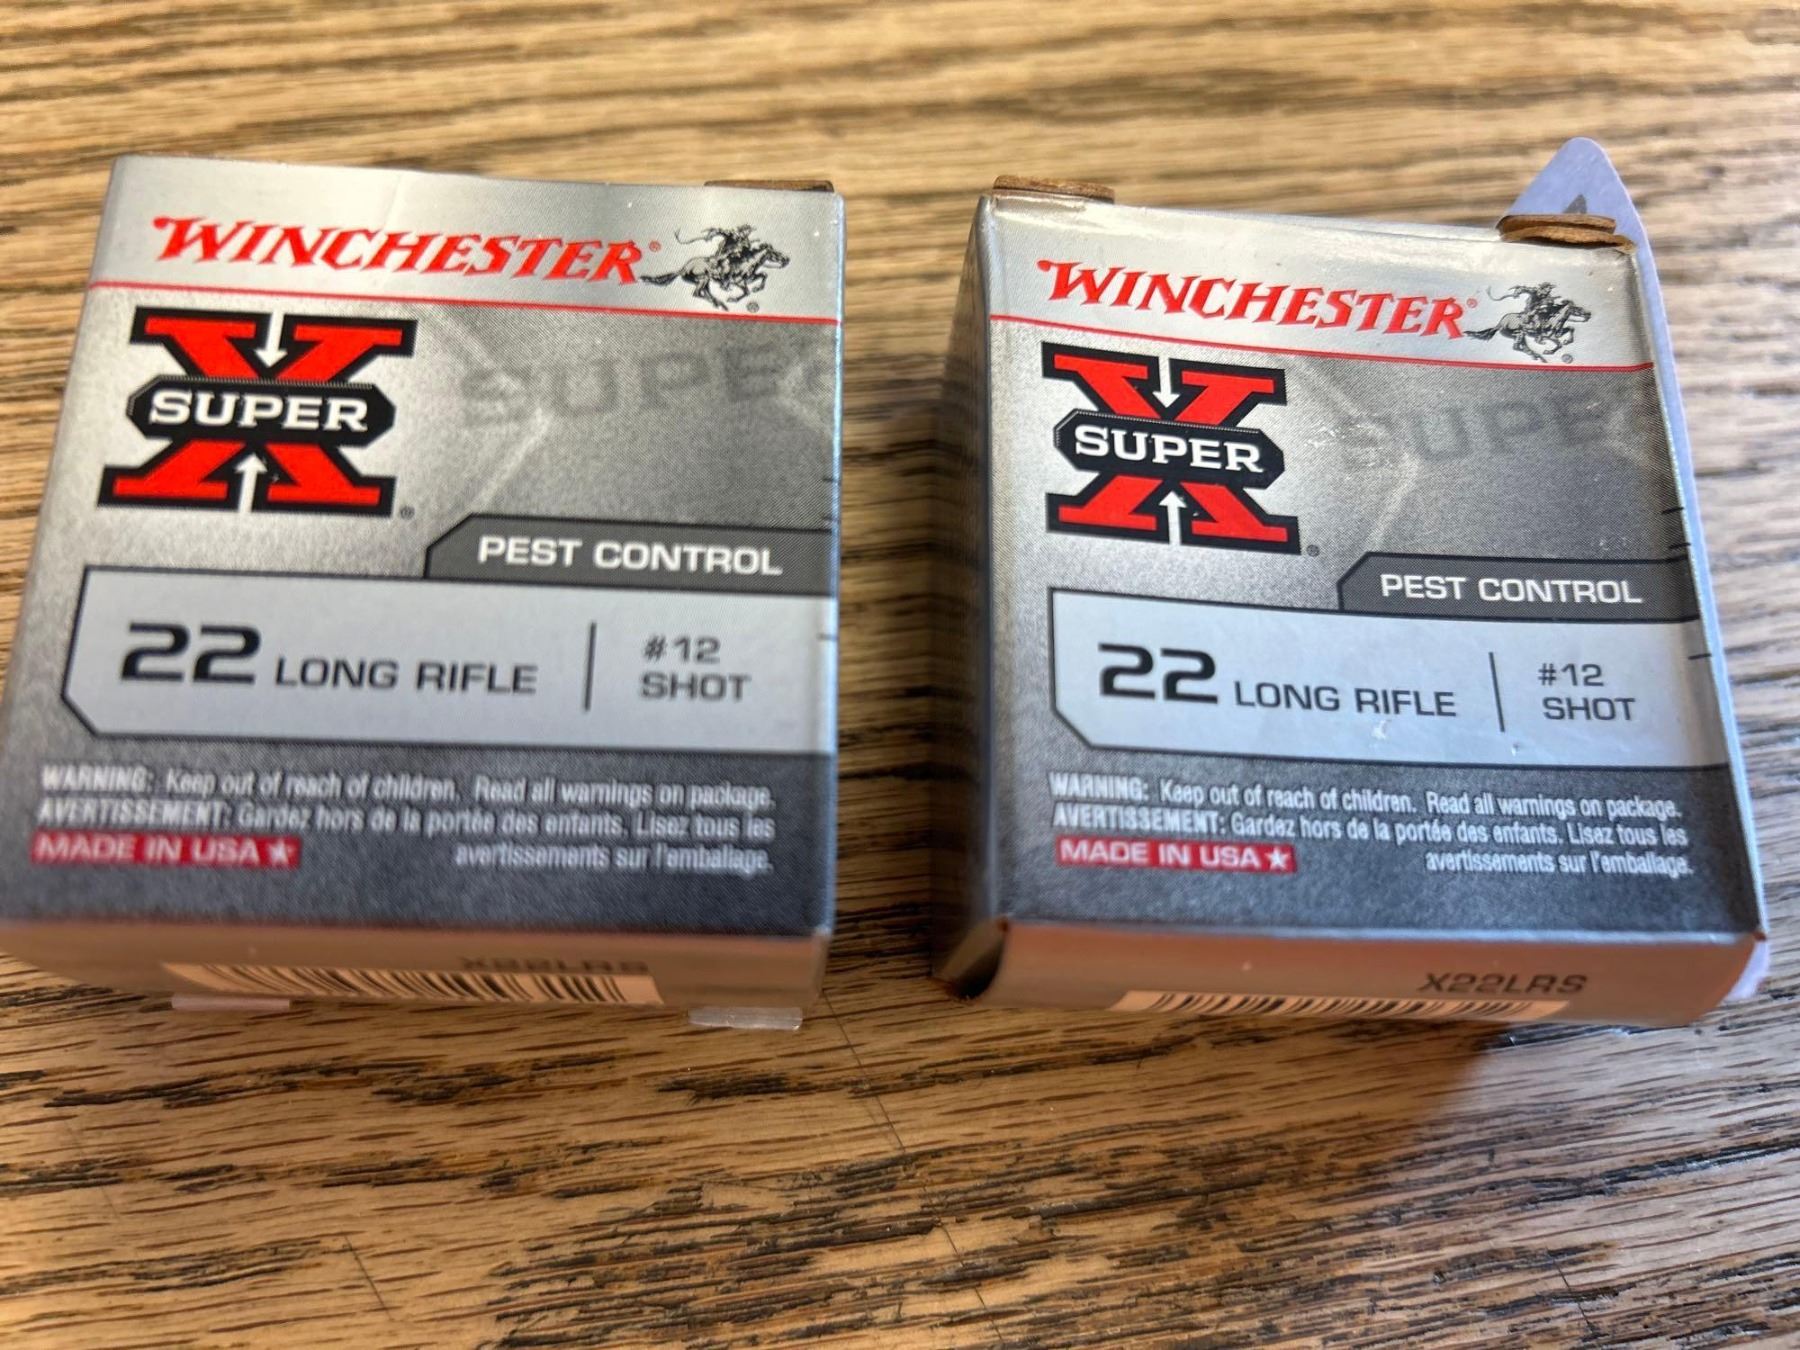 WINCHESTER®
SUPER
X
SUPER
®
PEST CONTROL
22 LONG RIFLE
#12
SHOT
WARNING: Keep out of reach of children. Read all warnings on package.
AVERTISSEMENT: Gardez hors de la portée des enfants. Lisez tous les
avertissements sur l'emballage.
MADE IN USA
X22LRS
WINCHESTER®
SUPER
X
SUPER
®
PEST CONTROL
22 LONG RIFLE
#12
SHOT
WARNING: Keep out of reach of children. Read all warnings on package.
AVERTISSEMENT: Gardez hors de la portée des enfants. Lisez tous les
avertissements sur l'emballage.
MADE IN USA
X22LRS